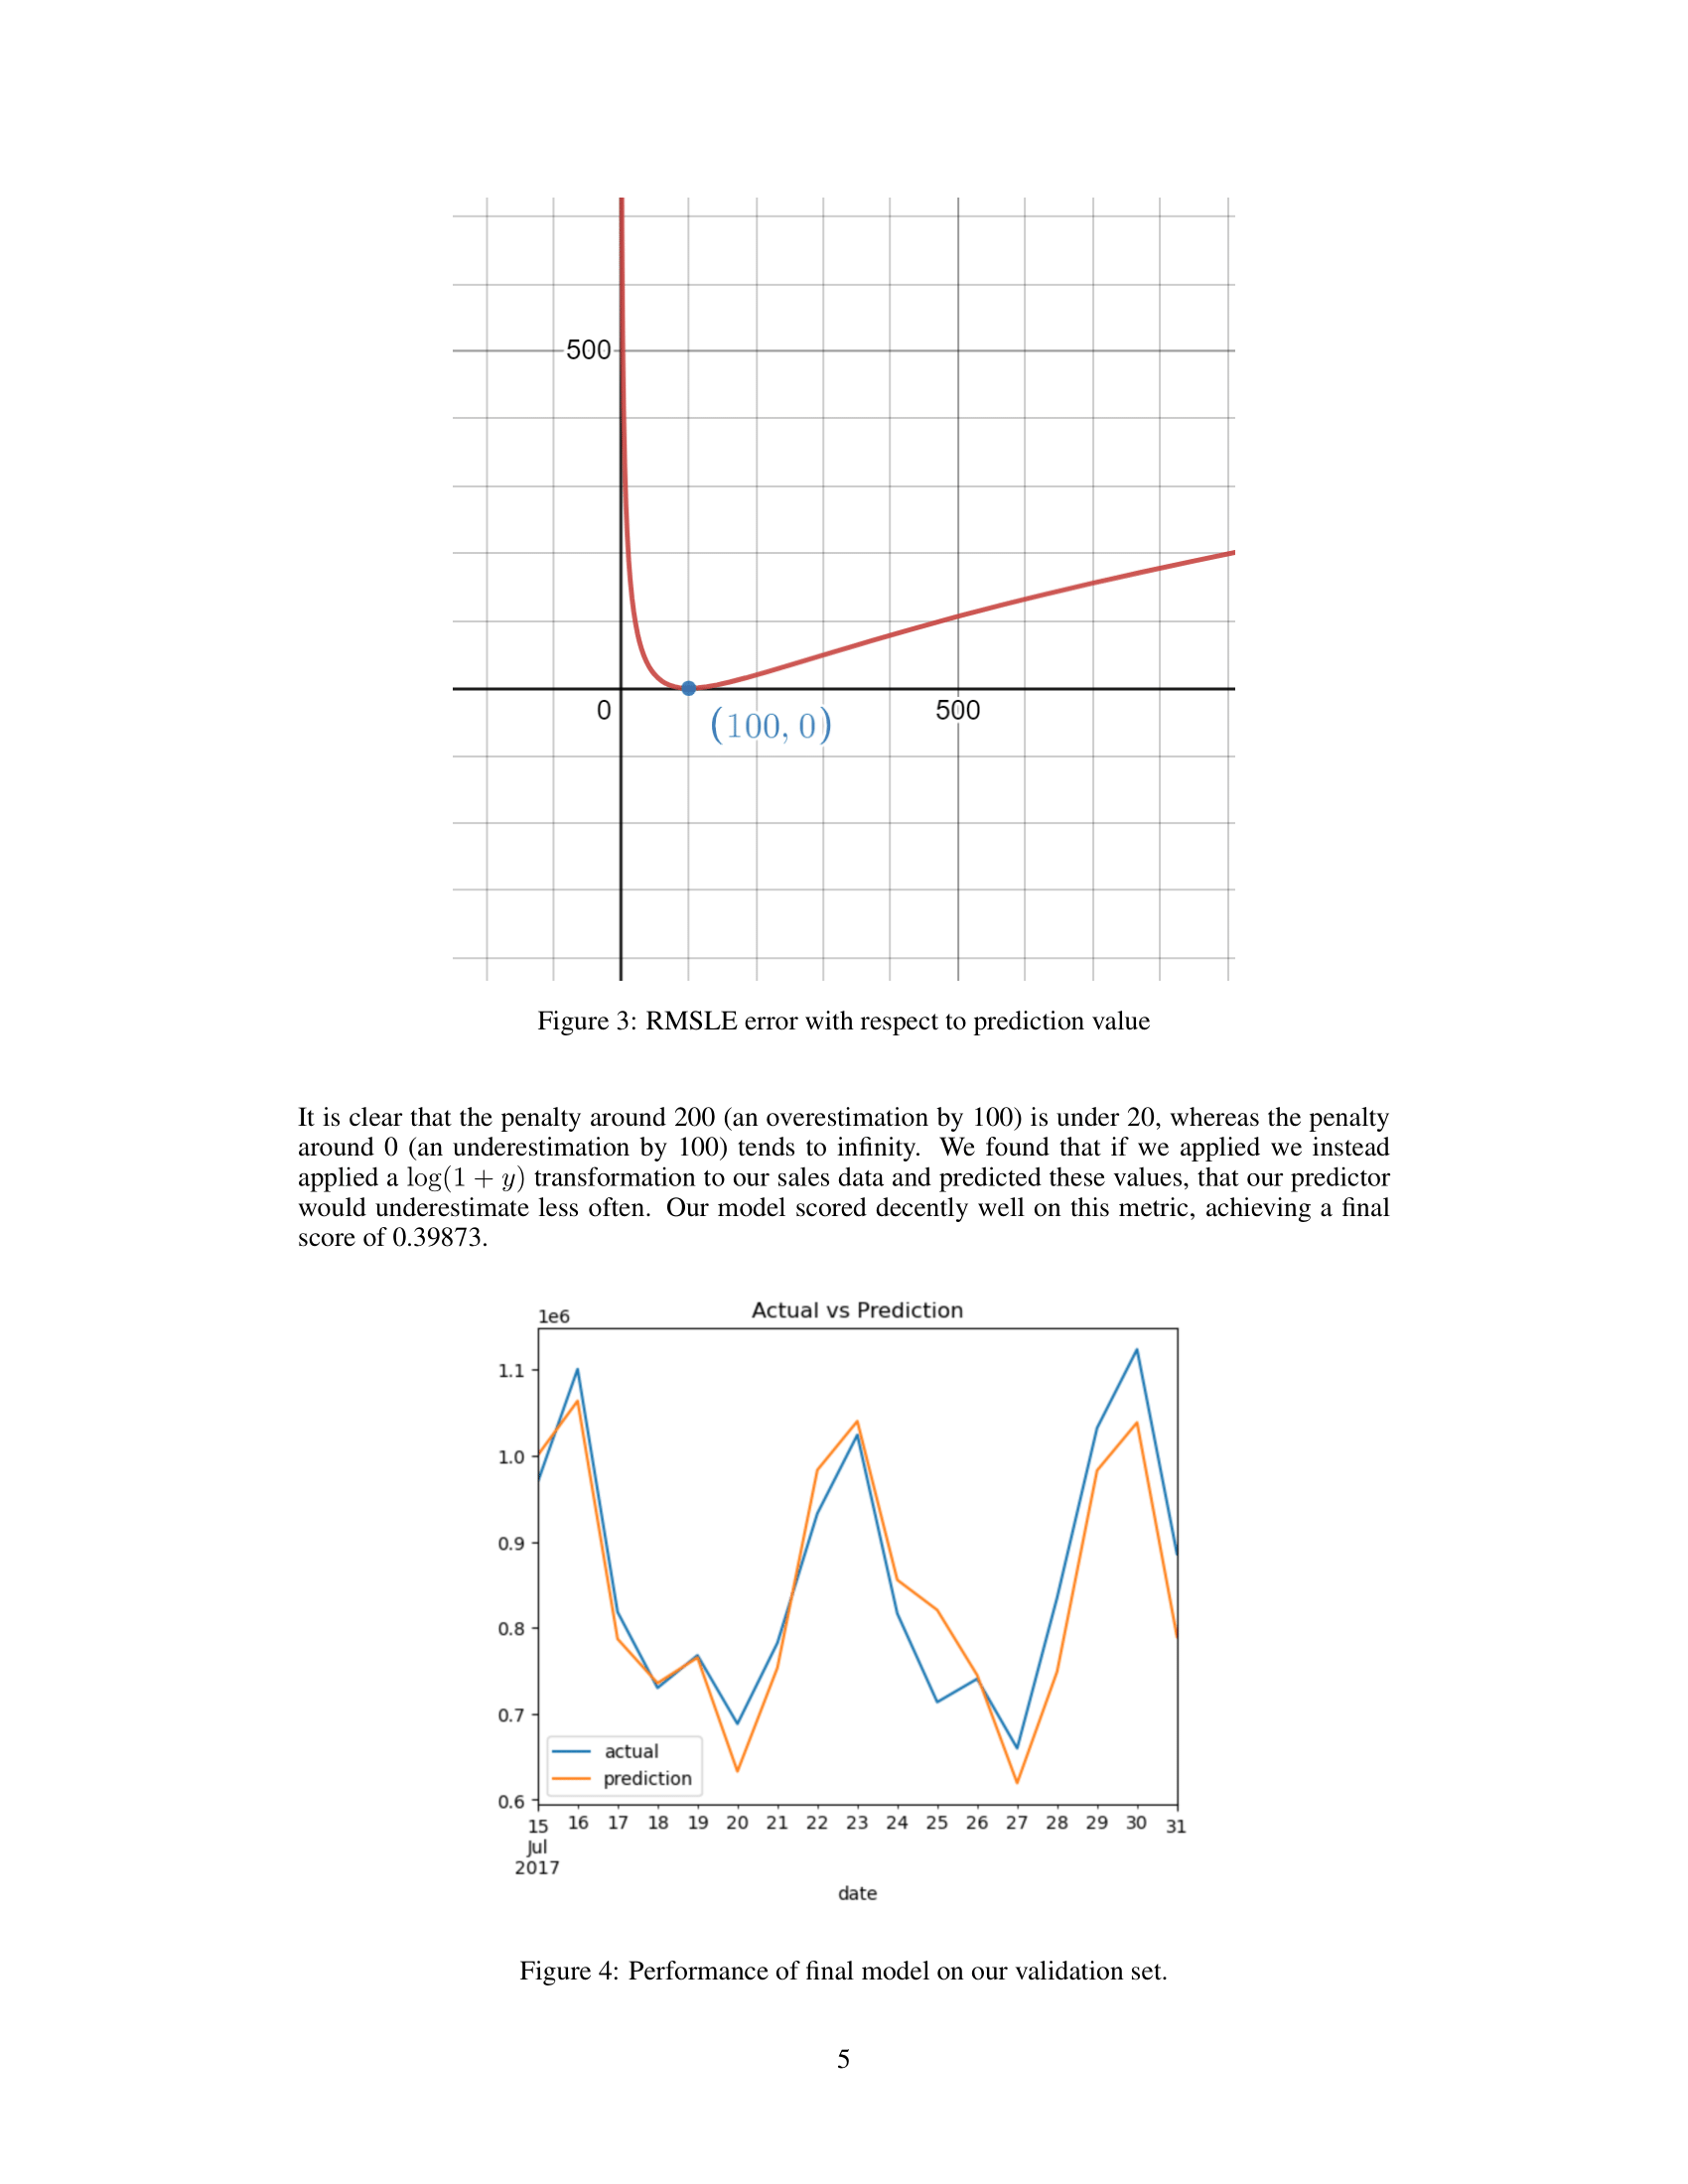 500
0
500
(100, 0)
Figure 3: RMSLE error with respect to prediction value
It is clear that the penalty around 200 (an overestimation by 100) is under 20, whereas the penalty
around 0 (an underestimation by 100) tends to infinity. We found that if we applied we instead
applied a log(1 + y) transformation to our sales data and predicted these values, that our predictor
would underestimate less often. Our model scored decently well on this metric, achieving a final
score of 0.39873.
Actual vs Prediction
1e6
1.1
1.0
0.9
0.8
0.7
0.6
actual
prediction
15 16 17 18 19 20 21 22 23 24 25 26 27 28 29 30 31
Jul
2017
date
Figure 4: Performance of final model on our validation set.
5